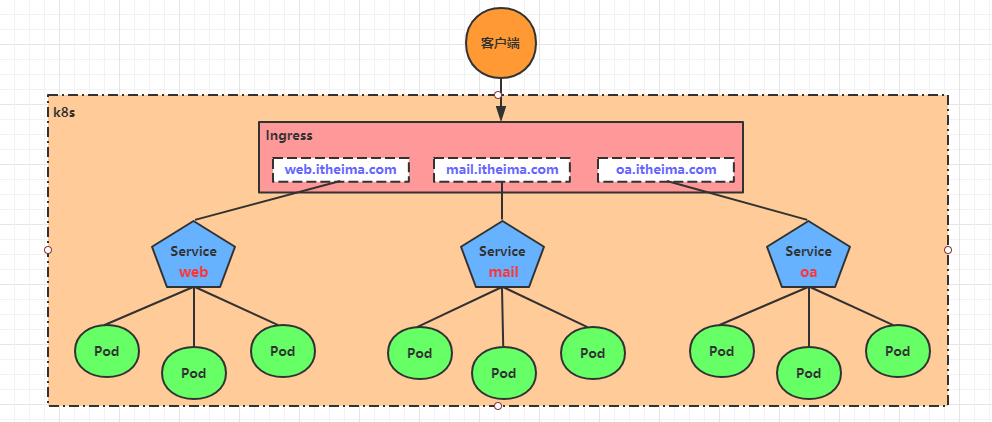 客户端
k8s
Ingress
web.itheima.com
mail.itheima.com
oa.itheima.com
Service
web
Service
mail
Service
oa
Pod
Pod
Pod
Pod
Pod
Pod
Pod
Pod
Pod